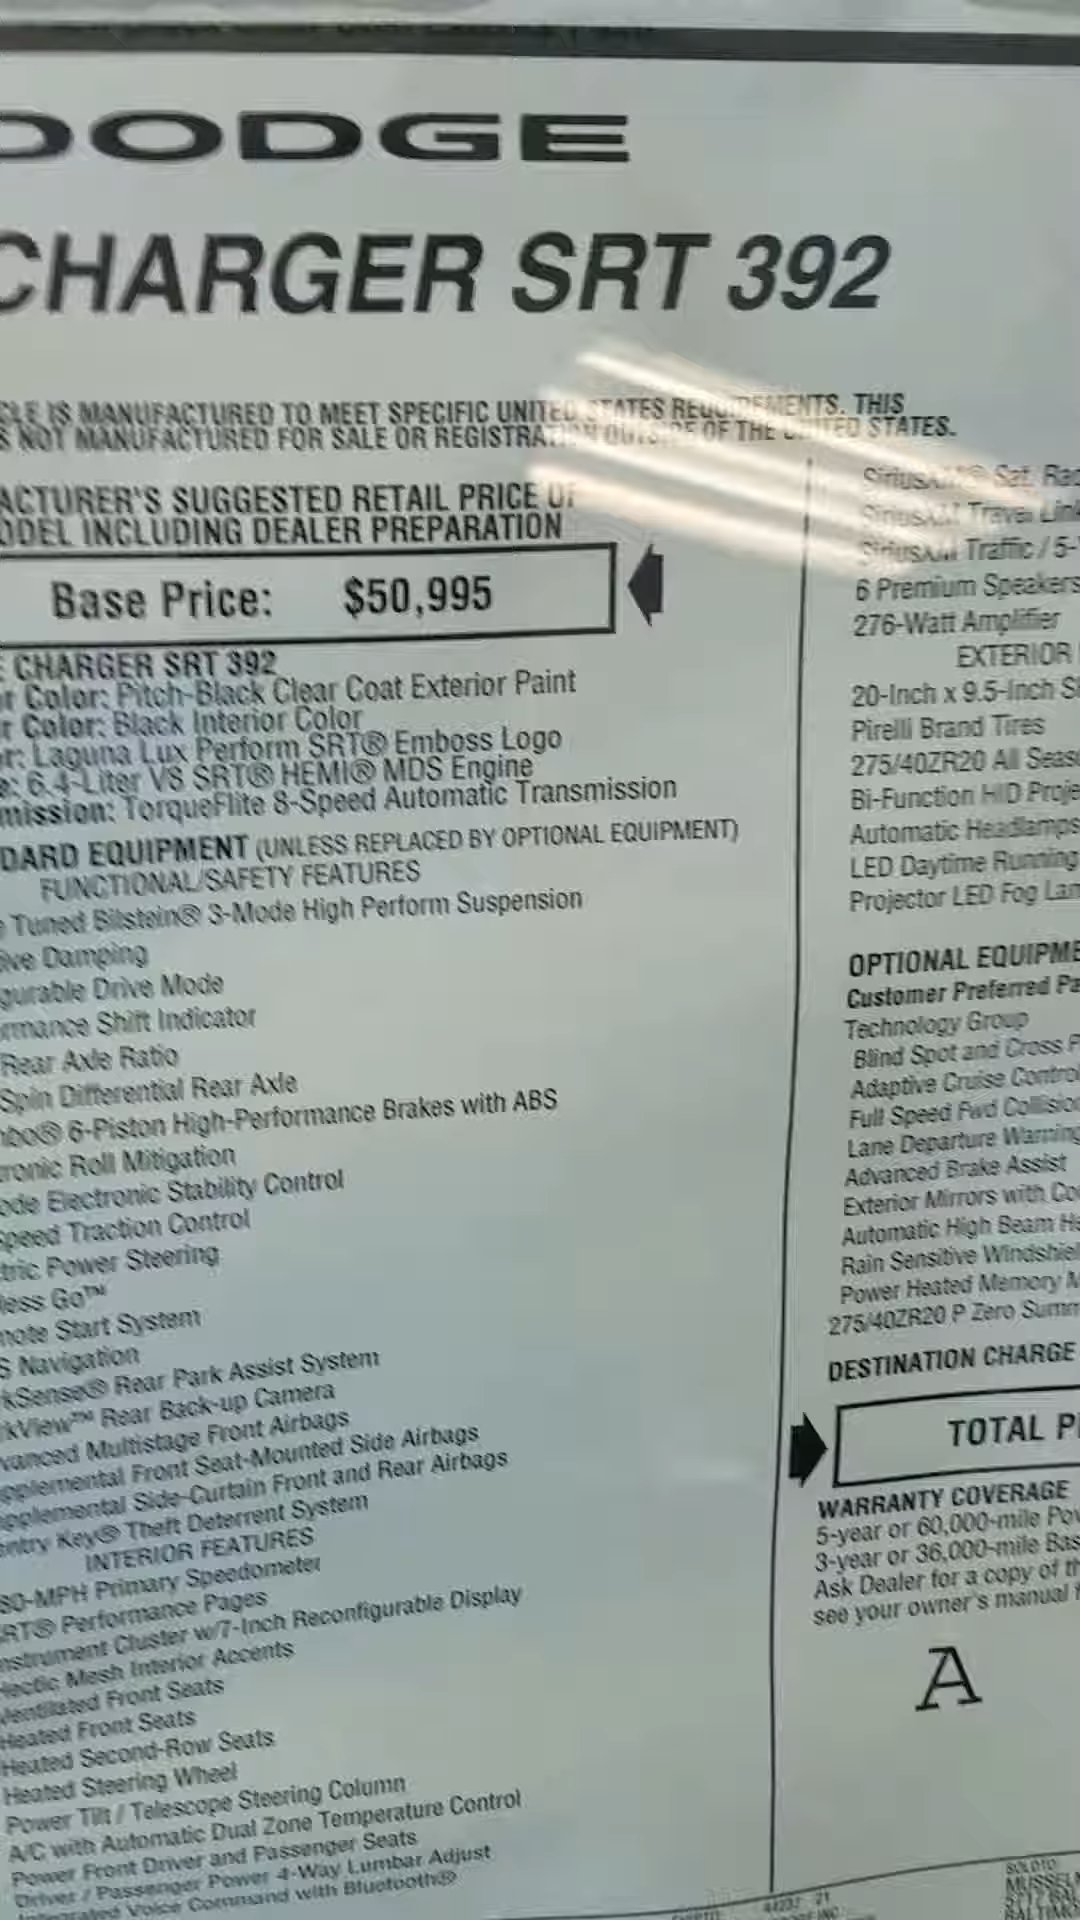 DODGE
CHARGER SRT 392
CLE IS MANUFACTURED TO MEET SPECIFIC UNITED STATES REQUIREMENTS. THIS
S NOT MANUFACTURED FOR SALE OR REGISTRATION OUTSIDE OF THE UNITED STATES.
ACTURER'S SUGGESTED RETAIL PRICE OF
ODEL INCLUDING DEALER PREPARATION
Base Price: $50,995
E CHARGER SRT 392
r Color: Pitch-Black Clear Coat Exterior Paint
r Color: Black Interior Color
r: Laguna Lux Perform SRT® Emboss Logo
e: 6.4-Liter V8 SRT® HEMI® MDS Engine
mission: TorqueFlite 8-Speed Automatic Transmission
DARD EQUIPMENT (UNLESS REPLACED BY OPTIONAL EQUIPMENT)
FUNCTIONAL/SAFETY FEATURES
e Tuned Bilstein® 3-Mode High Perform Suspension
ive Damping
gurable Drive Mode
ormance Shift Indicator
Rear Axle Ratio
Spin Differential Rear Axle
mbo® 6-Piston High-Performance Brakes with ABS
tronic Roll Mitigation
ode Electronic Stability Control
Speed Traction Control
tric Power Steering
less Go™
mote Start System
S Navigation
rkSense® Rear Park Assist System
rkView™ Rear Back-up Camera
vanced Multistage Front Airbags
pplemental Front Seat-Mounted Side Airbags
pplemental Side-Curtain Front and Rear Airbags
entry Key® Theft Deterrent System
INTERIOR FEATURES
80-MPH Primary Speedometer
SRT® Performance Pages
Instrument Cluster w/7-Inch Reconfigurable Display
Hectic Mesh Interior Accents
Ventilated Front Seats
Heated Front Seats
Heated Second-Row Seats
Heated Steering Wheel
Power Tilt / Telescope Steering Column
A/C with Automatic Dual Zone Temperature Control
Power Front Driver and Passenger Seats
Driver / Passenger Power 4-Way Lumbar Adjust
Integrated Voice Command with Bluetooth®
SiriusXM® Sat. Rad
SiriusXM Travel Link
SiriusXM Traffic / 5-
6 Premium Speakers
276-Watt Amplifier
EXTERIOR
20-Inch x 9.5-Inch S
Pirelli Brand Tires
275/40ZR20 All Seas
Bi-Function HID Proje
Automatic Headlamps
LED Daytime Running
Projector LED Fog Lam
OPTIONAL EQUIPME
Customer Preferred Pa
Technology Group
Blind Spot and Cross P
Adaptive Cruise Control
Full Speed Fwd Collision
Lane Departure Warning
Advanced Brake Assist
Exterior Mirrors with Co
Automatic High Beam He
Rain Sensitive Windshiel
Power Heated Memory M
275/40ZR20 P Zero Summ
DESTINATION CHARGE
TOTAL P
WARRANTY COVERAGE
5-year or 60,000-mile Pow
3-year or 36,000-mile Bas
Ask Dealer for a copy of th
see your owner's manual f
A
SOLD TO
MUSSELM
BALTIMO